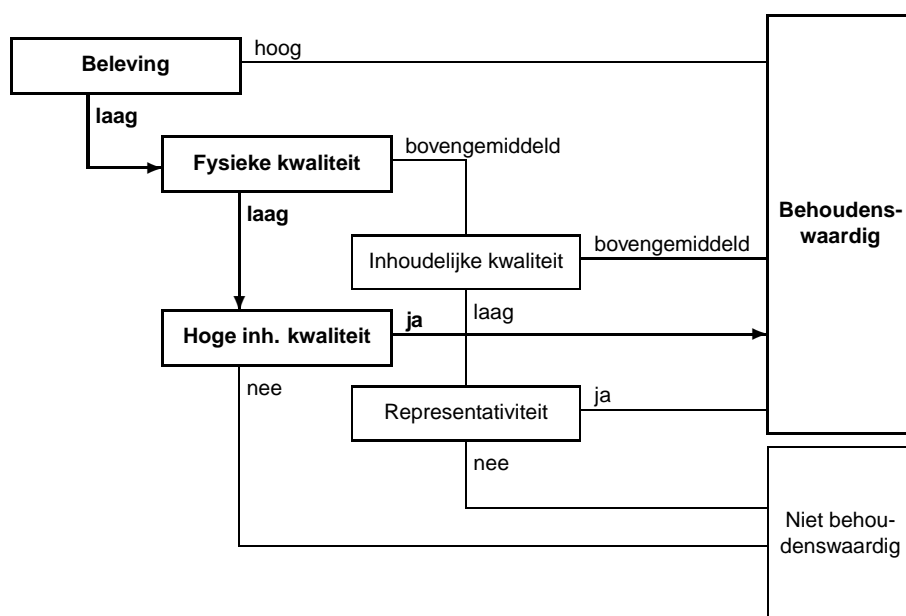 hoog
Beleving
laag
bovengemiddeld
Fysieke kwaliteit
laag
Behoudens-
waardig
bovengemiddeld
Inhoudelijke kwaliteit
laag
ja
Hoge inh. kwaliteit
nee
ja
Representativiteit
nee
Niet behou-
denswaardig